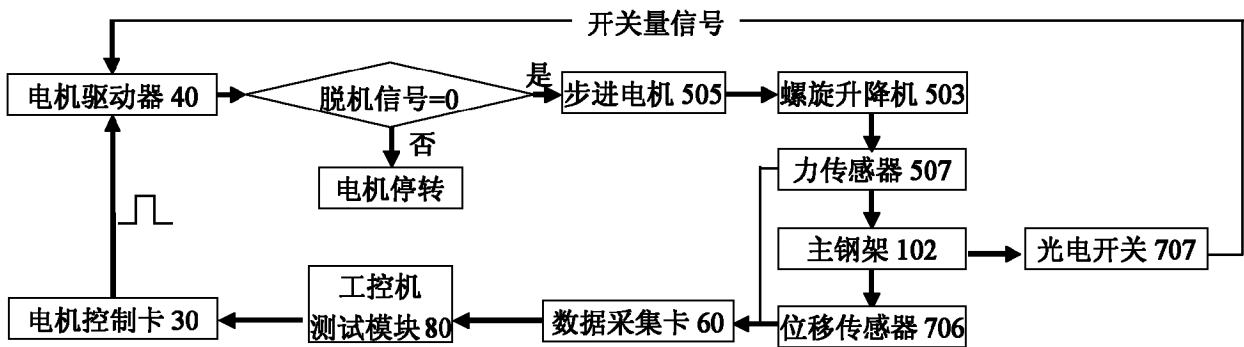 开关量信号
电机驱动器 40
脱机信号=0
是
步进电机 505
螺旋升降机 503
否
电机停转
力传感器 507
主钢架 102
光电开关 707
电机控制卡 30
工控机
测试模块 80
数据采集卡 60
位移传感器 706